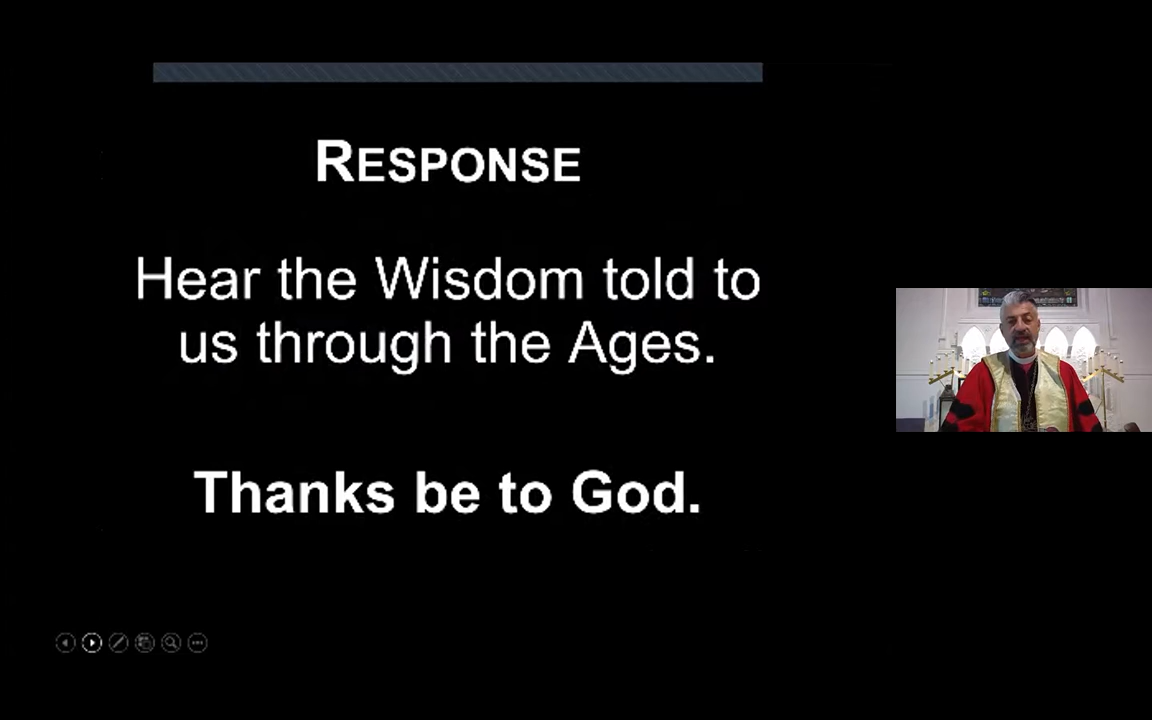 RESPONSE
Hear the Wisdom told to
us through the Ages.
Thanks be to God.